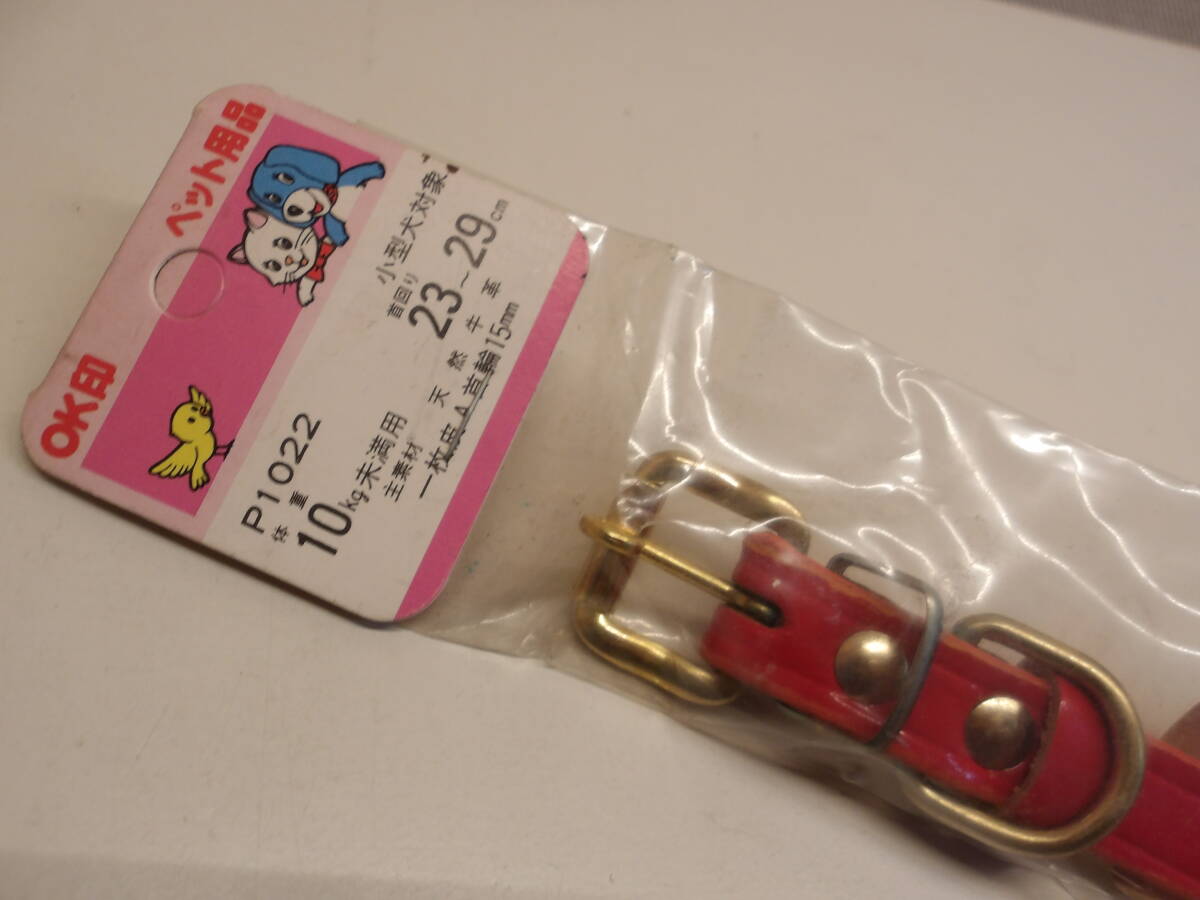 OK印 ペット用品
P1022 小型犬対象
体重 首回り
10kg未満用 23~29cm
主素材 天然牛革
一枚皮A首輪15mm